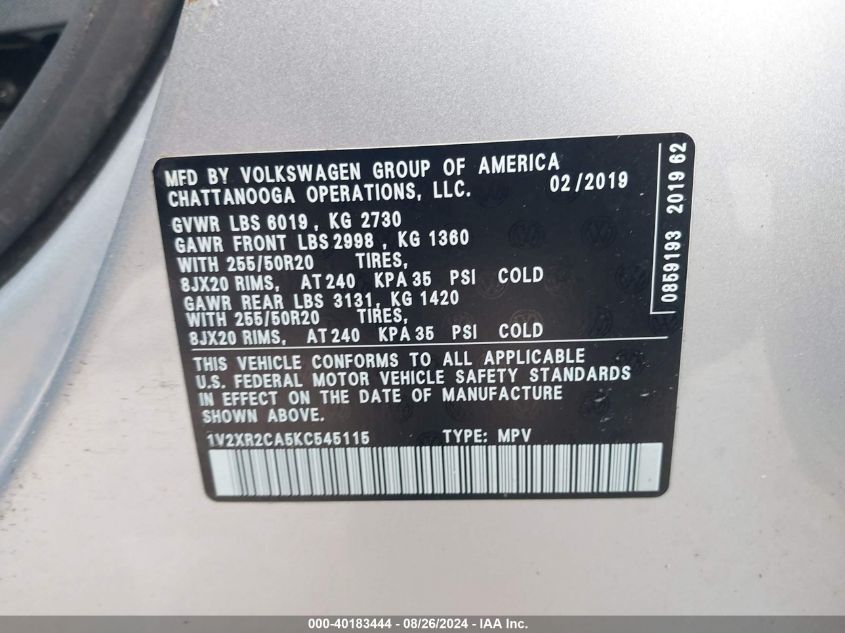 MFD BY VOLKSWAGEN GROUP OF AMERICA
CHATTANOOGA OPERATIONS, LLC. 02/2019
GVWR LBS 6019, KG 2730
GAWR FRONT LBS 2998, KG 1360
WITH 255/50R20 TIRES,
8JX20 RIMS, AT 240 KPA 35 PSI COLD
GAWR REAR LBS 3131, KG 1420
WITH 255/50R20 TIRES,
8JX20 RIMS, AT 240 KPA 35 PSI COLD
THIS VEHICLE CONFORMS TO ALL APPLICABLE
U.S. FEDERAL MOTOR VEHICLE SAFETY STANDARDS
IN EFFECT ON THE DATE OF MANUFACTURE
SHOWN ABOVE.
1V2XR2CA5KC545115 TYPE: MPV
0859193 2019 62
000-40183444 / 08/26/2024 - IAA Inc.